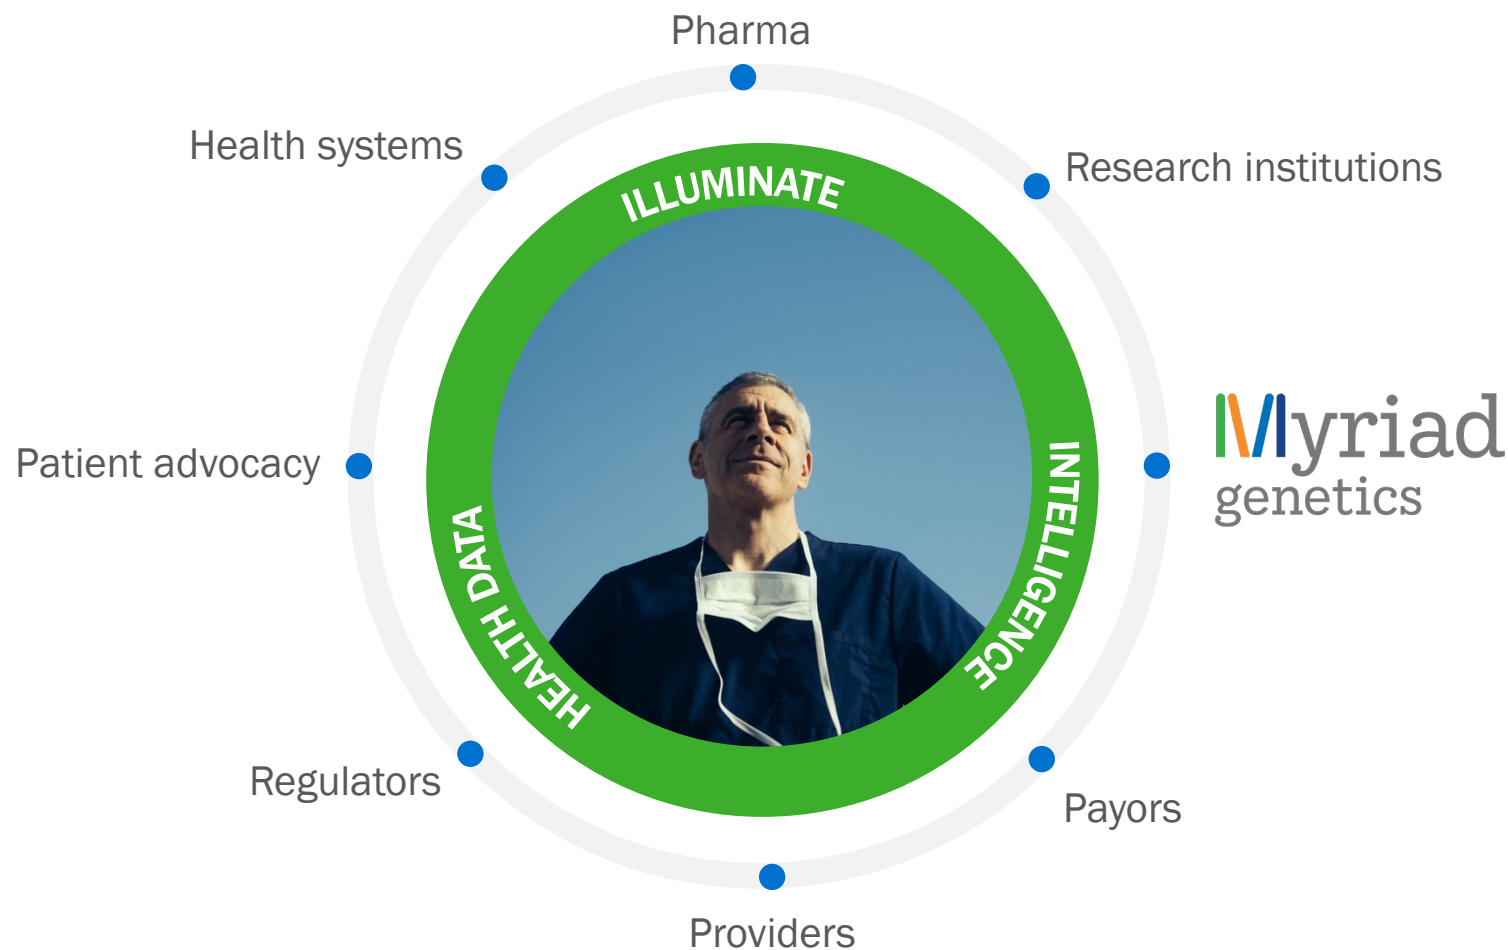 Pharma
Health systems
Research institutions
ILLUMINATE
Myriad
genetics
Patient advocacy
INTELLIGENCE
HEALTH DATA
Regulators
Payors
Providers